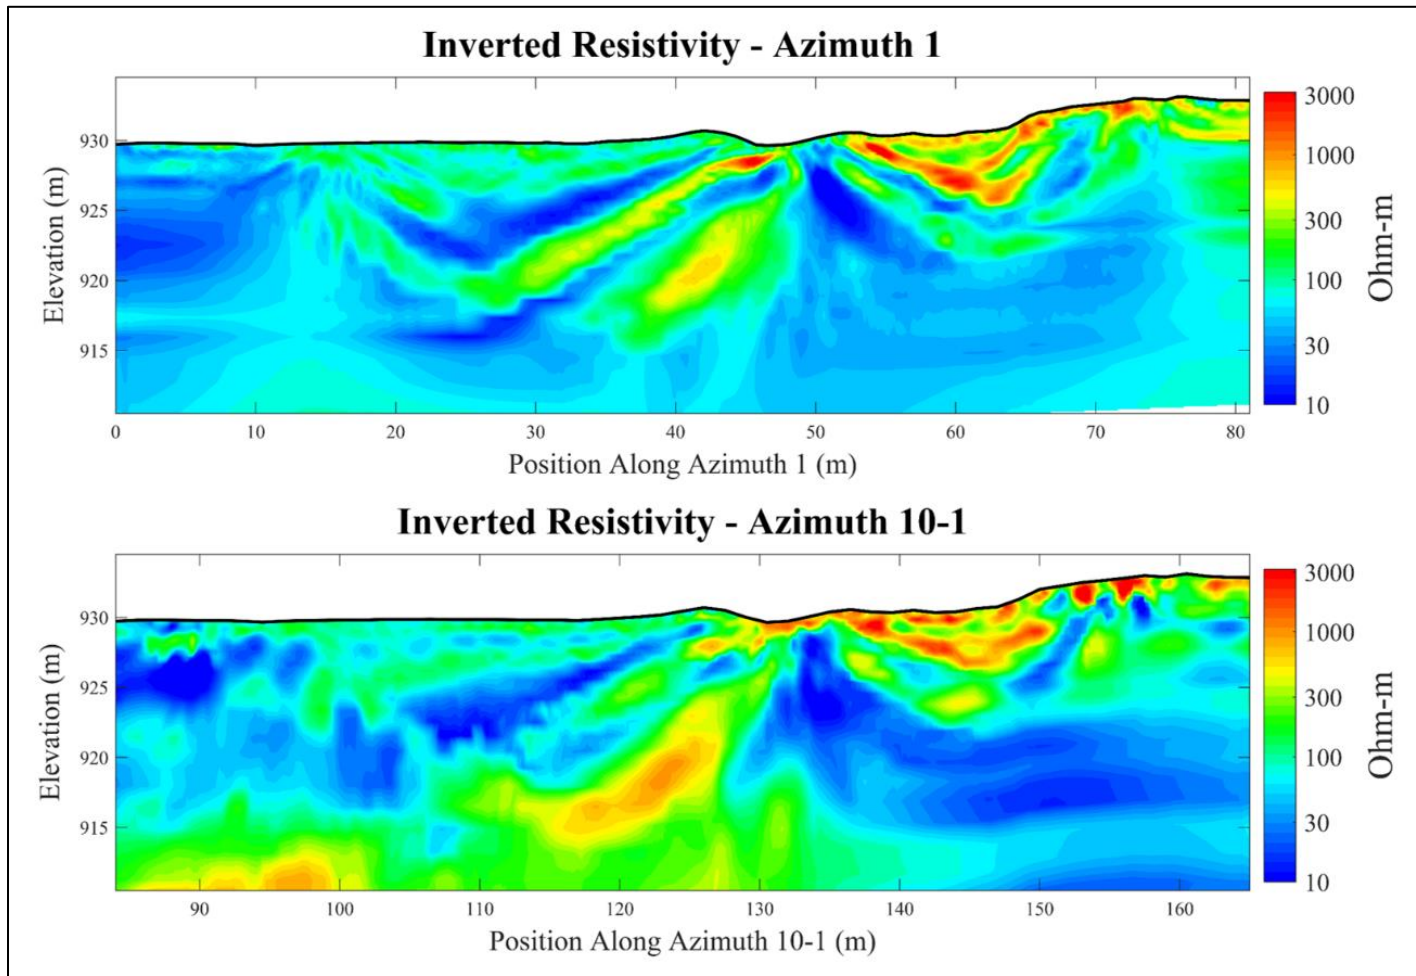 Inverted Resistivity - Azimuth 1
Elevation (m)
930
925
920
915
0 10 20 30 40 50 60 70 80
Position Along Azimuth 1 (m)
3000
1000
300
100
30
10
Ohm-m
Inverted Resistivity - Azimuth 10-1
Elevation (m)
930
925
920
915
90 100 110 120 130 140 150 160
Position Along Azimuth 10-1 (m)
3000
1000
300
100
30
10
Ohm-m